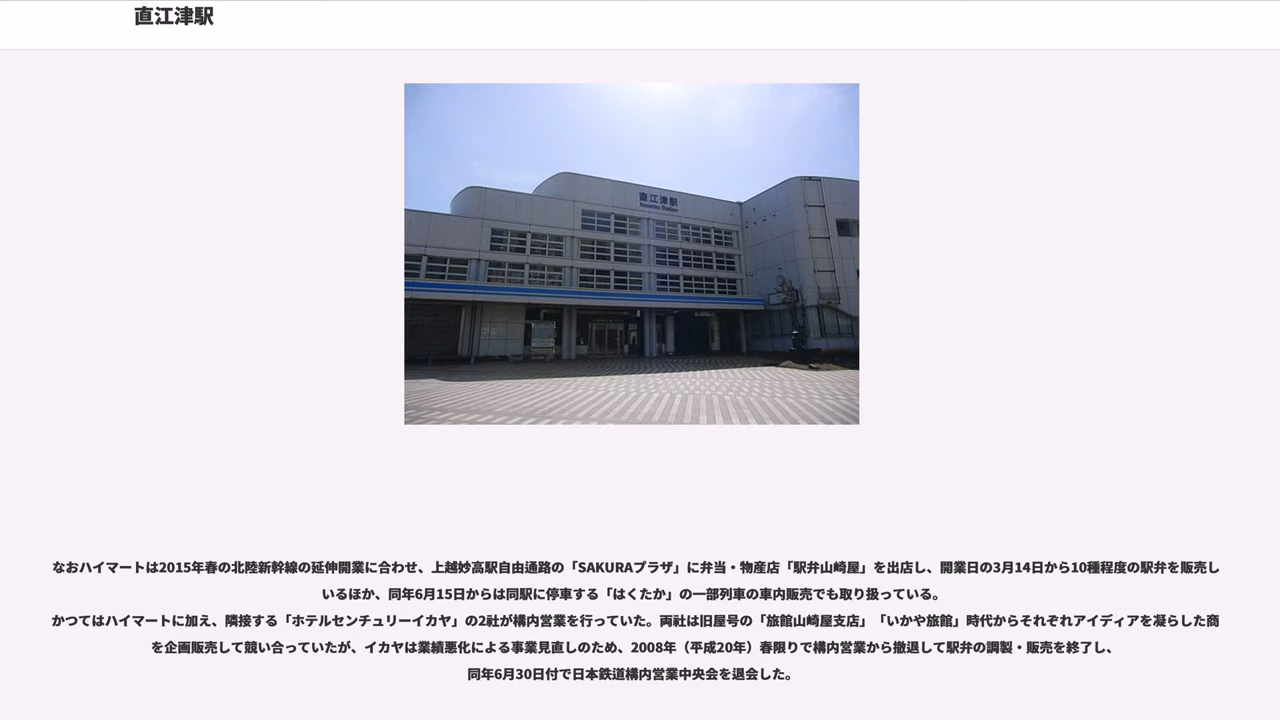 直江津駅
直江津駅
Naoetsu Station
なおハイマートは2015年春の北陸新幹線の延伸開業に合わせ、上越妙高駅自由通路の「SAKURAプラザ」に弁当・物産店「駅弁山崎屋」を出店し、開業日の3月14日から10種程度の駅弁を販売し
いるほか、同年6月15日からは同駅に停車する「はくたか」の一部列車の車内販売でも取り扱っている。
かつてはハイマートに加え、隣接する「ホテルセンチュリーイカヤ」の2社が構内営業を行っていた。両社は旧屋号の「旅館山崎屋支店」「いかや旅館」時代からそれぞれアイディアを凝らした商
を企画販売して競い合っていたが、イカヤは業績悪化による事業見直しのため、2008年（平成20年）春限りで構内営業から撤退して駅弁の調製・販売を終了し、
同年6月30日付で日本鉄道構内営業中央会を退会した。